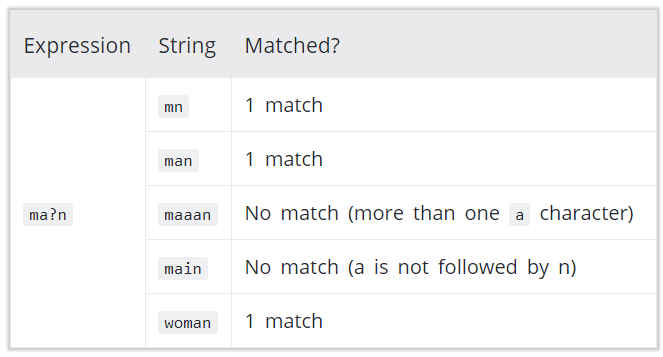 Expression String Matched?
mn 1 match
man 1 match
ma?n maaan No match (more than one a character)
main No match (a is not followed by n)
woman 1 match